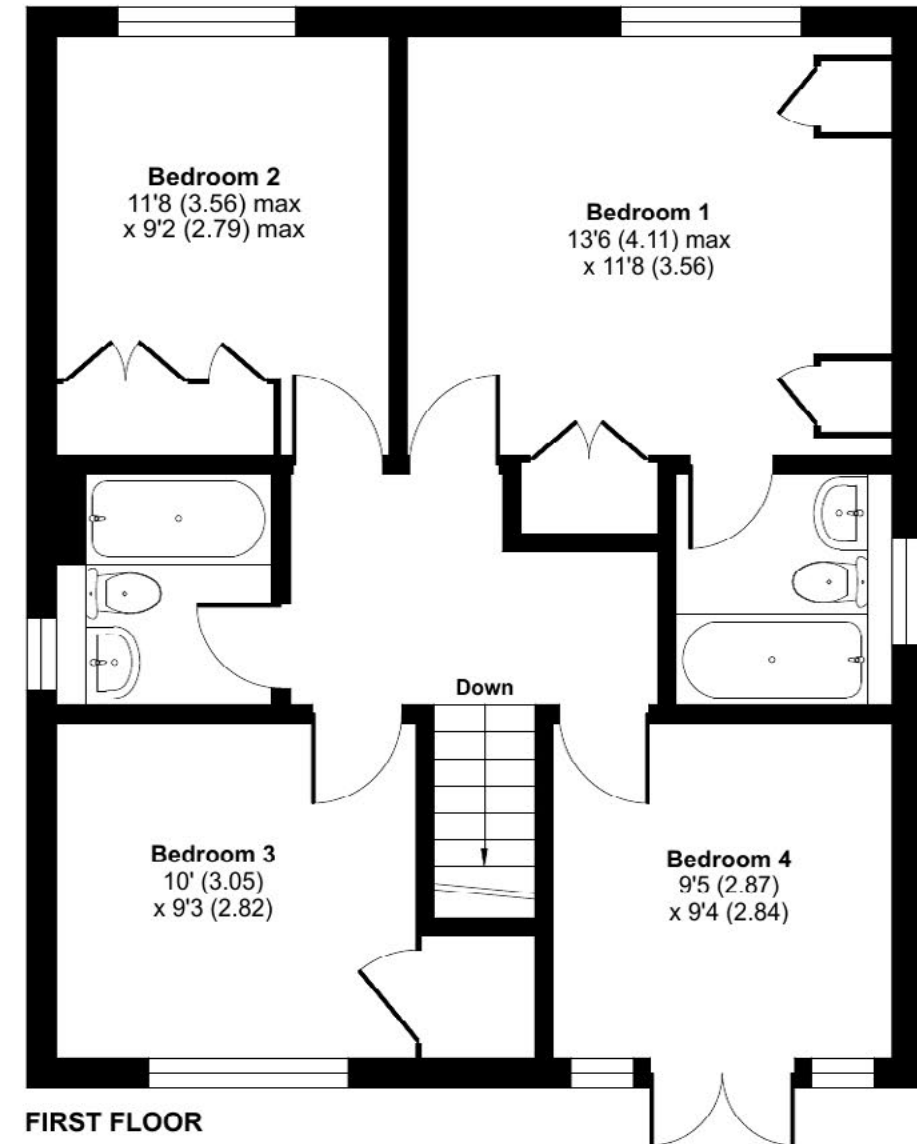 Bedroom 2
11'8 (3.56) max
x 9'2 (2.79) max
Bedroom 1
13'6 (4.11) max
x 11'8 (3.56)
Down
Bedroom 3
10' (3.05)
x 9'3 (2.82)
Bedroom 4
9'5 (2.87)
x 9'4 (2.84)
FIRST FLOOR